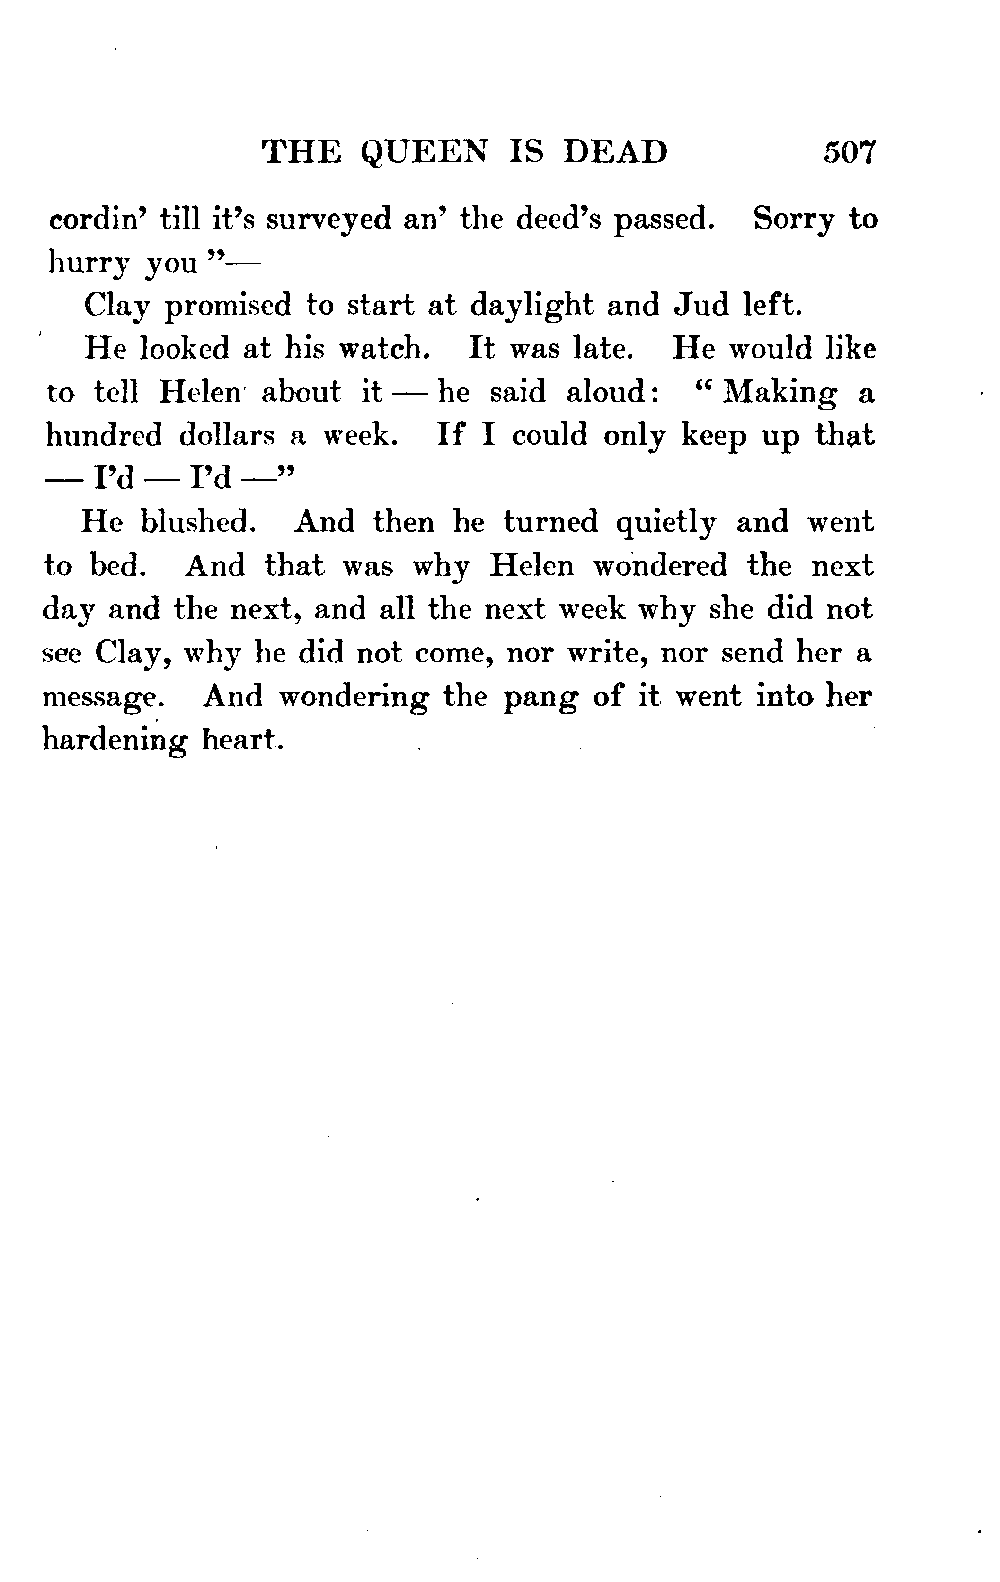 THE QUEEN IS DEAD 507
cordin' till it's surveyed an' the deed's passed. Sorry to
hurry you "—
Clay promised to start at daylight and Jud left.
He looked at his watch. It was late. He would like
to tell Helen about it — he said aloud: " Making a
hundred dollars a week. If I could only keep up that
— I'd — I'd —"
He blushed. And then he turned quietly and went
to bed. And that was why Helen wondered the next
day and the next, and all the next week why she did not
see Clay, why he did not come, nor write, nor send her a
message. And wondering the pang of it went into her
hardening heart.